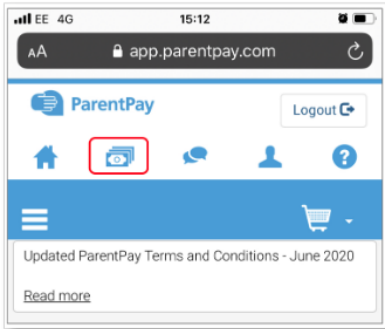 EE 4G 15:12
AA app.parentpay.com
ParentPay
Logout
?
Updated ParentPay Terms and Conditions - June 2020
Read more